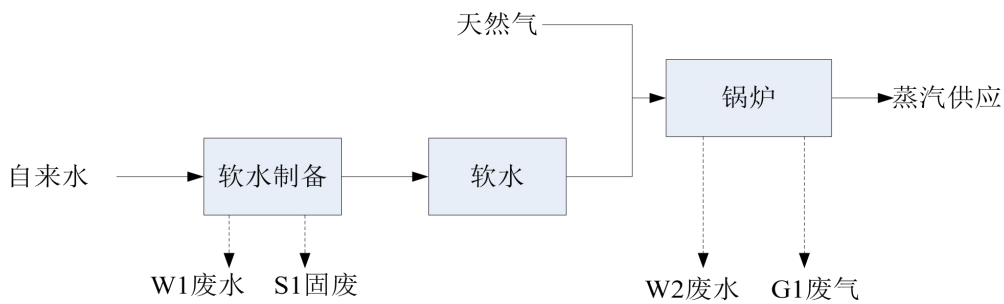 天然气
锅炉
蒸汽供应
自来水
软水制备
软水
W1废水
S1固废
W2废水
G1废气